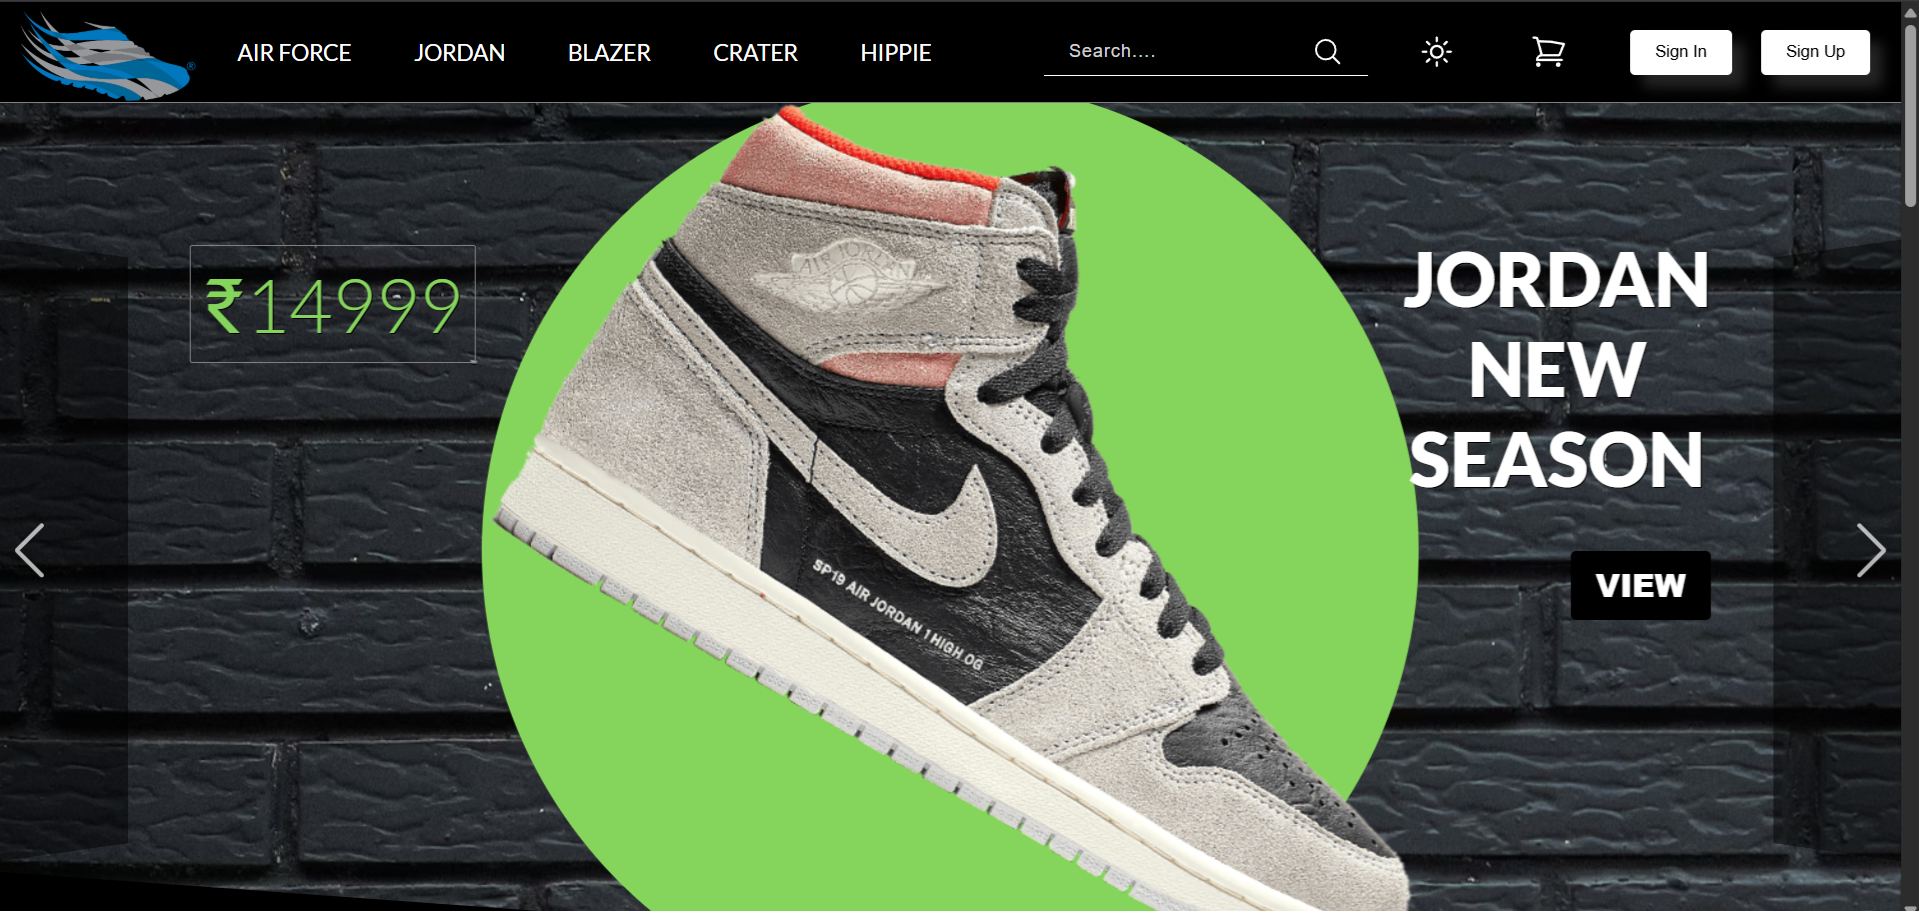 ®
AIR FORCE
JORDAN
BLAZER
CRATER
HIPPIE
Search....
Sign In
Sign Up
₹14999
AIR JORDAN
SP19 AIR JORDAN 1 HIGH OG
JORDAN
NEW
SEASON
VIEW